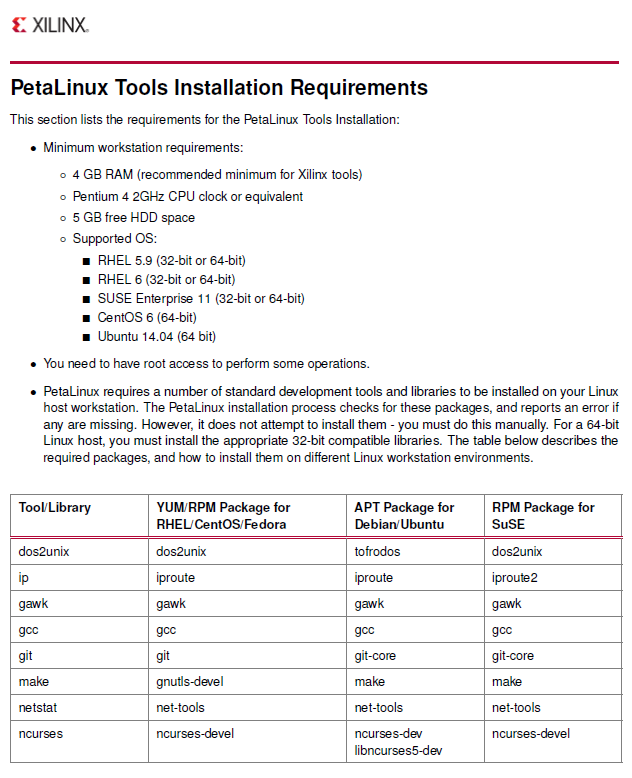 XILINX
PetaLinux Tools Installation Requirements
This section lists the requirements for the PetaLinux Tools Installation:
• Minimum workstation requirements:
○ 4 GB RAM (recommended minimum for Xilinx tools)
○ Pentium 4 2GHz CPU clock or equivalent
○ 5 GB free HDD space
○ Supported OS:
■ RHEL 5.9 (32-bit or 64-bit)
■ RHEL 6 (32-bit or 64-bit)
■ SUSE Enterprise 11 (32-bit or 64-bit)
■ CentOS 6 (64-bit)
■ Ubuntu 14.04 (64 bit)
• You need to have root access to perform some operations.
• PetaLinux requires a number of standard development tools and libraries to be installed on your Linux
host workstation. The PetaLinux installation process checks for these packages, and reports an error if
any are missing. However, it does not attempt to install them - you must do this manually. For a 64-bit
Linux host, you must install the appropriate 32-bit compatible libraries. The table below describes the
required packages, and how to install them on different Linux workstation environments.
Tool/Library YUM/RPM Package for RHEL/CentOS/Fedora APT Package for Debian/Ubuntu RPM Package for SuSE
dos2unix dos2unix tofrodos dos2unix
ip iproute iproute iproute2
gawk gawk gawk gawk
gcc gcc gcc gcc
git git git-core git-core
make gnutls-devel make make
netstat net-tools net-tools net-tools
ncurses ncurses-devel ncurses-dev libncurses5-dev ncurses-devel